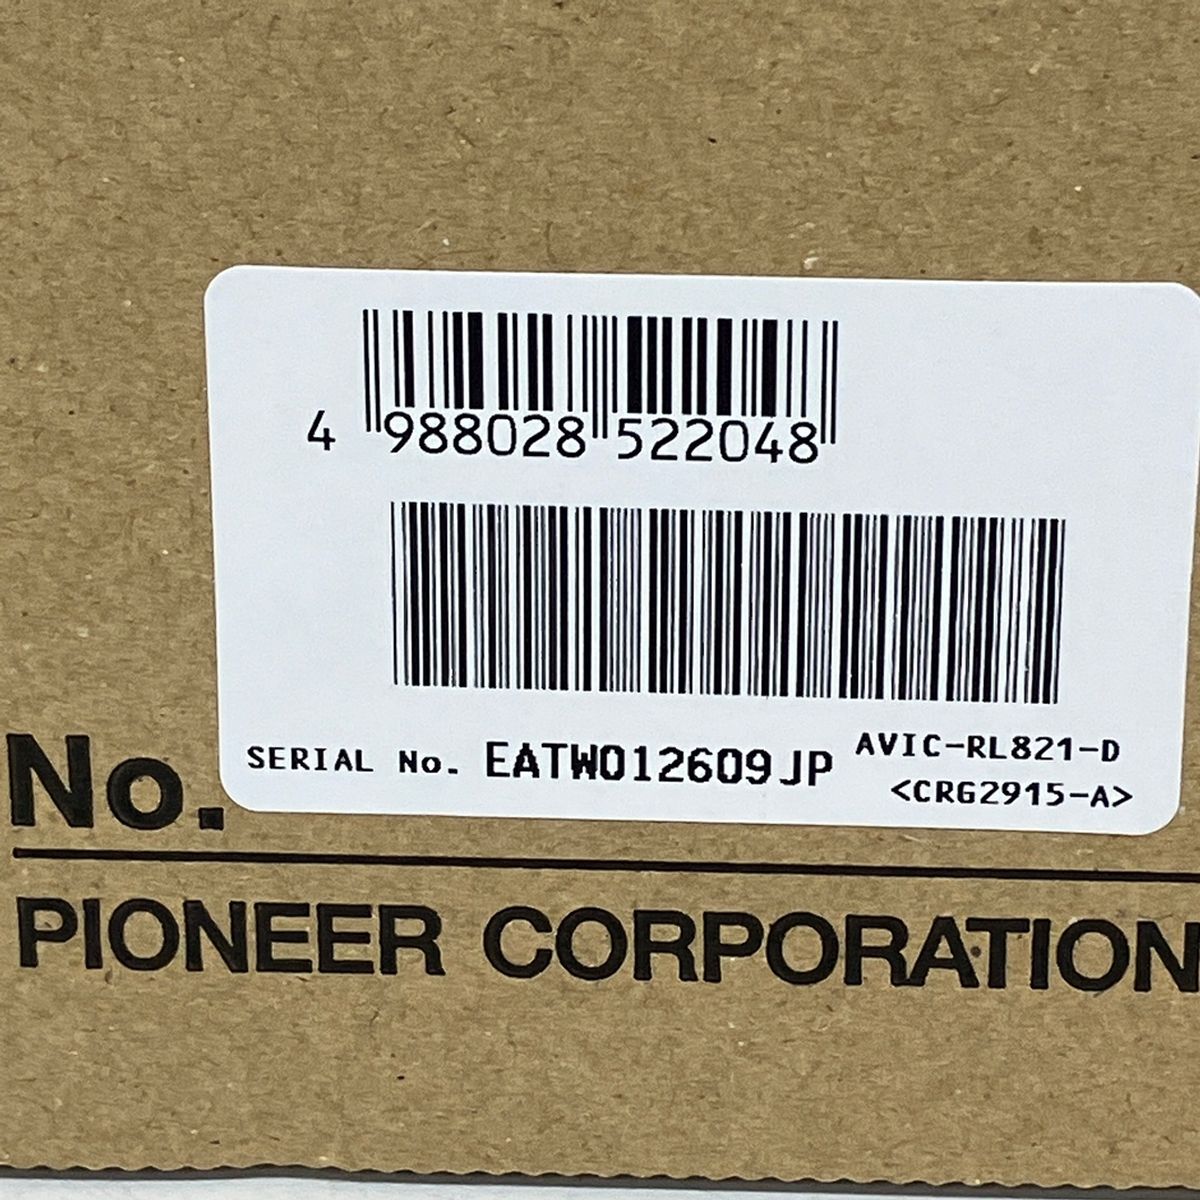 4 988028 522048
SERIAL No. EATW012609JP
AVIC-RL821-D
<CRG2915-A>
No.
PIONEER CORPORATION